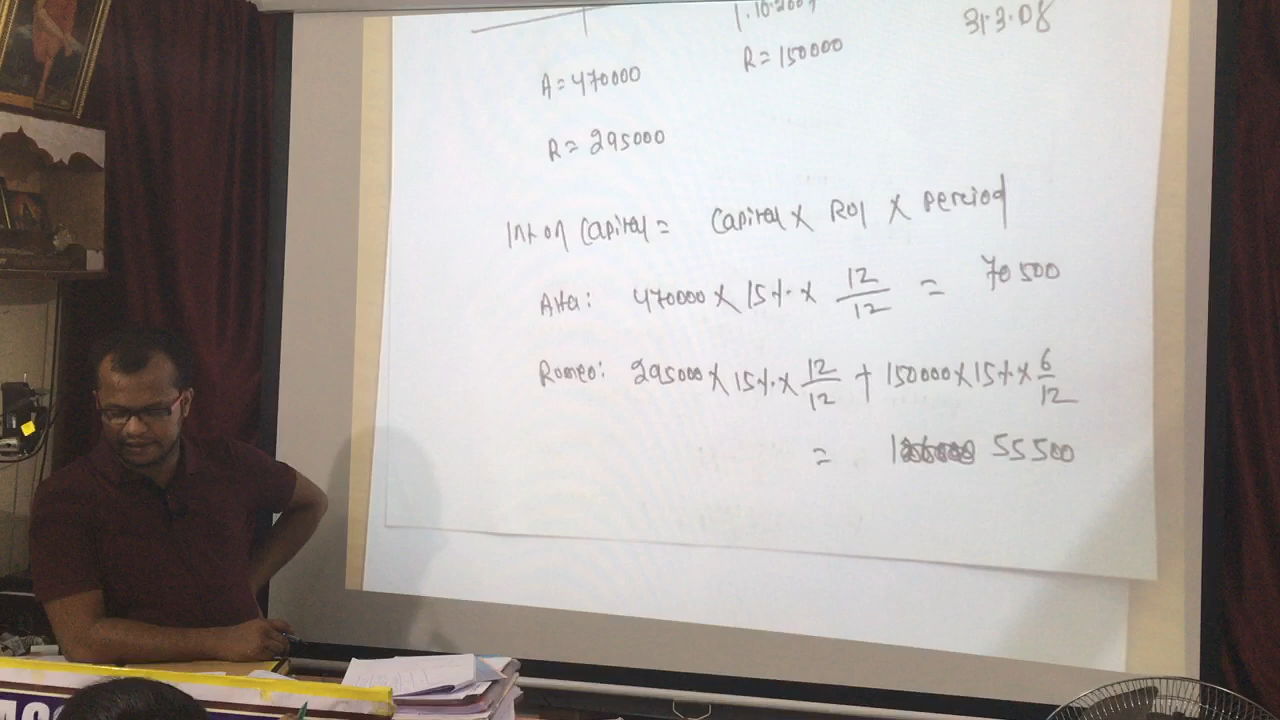 1.10.2007
31.3.08
A = 470000
R = 150000
R = 295000
Int on Capital = Capital X ROI X period
470000 X 15% X 12/12 = 70500
Romeo: 295000 X 15% X 12/12 + 150000 X 15% X 6/12
= 55500